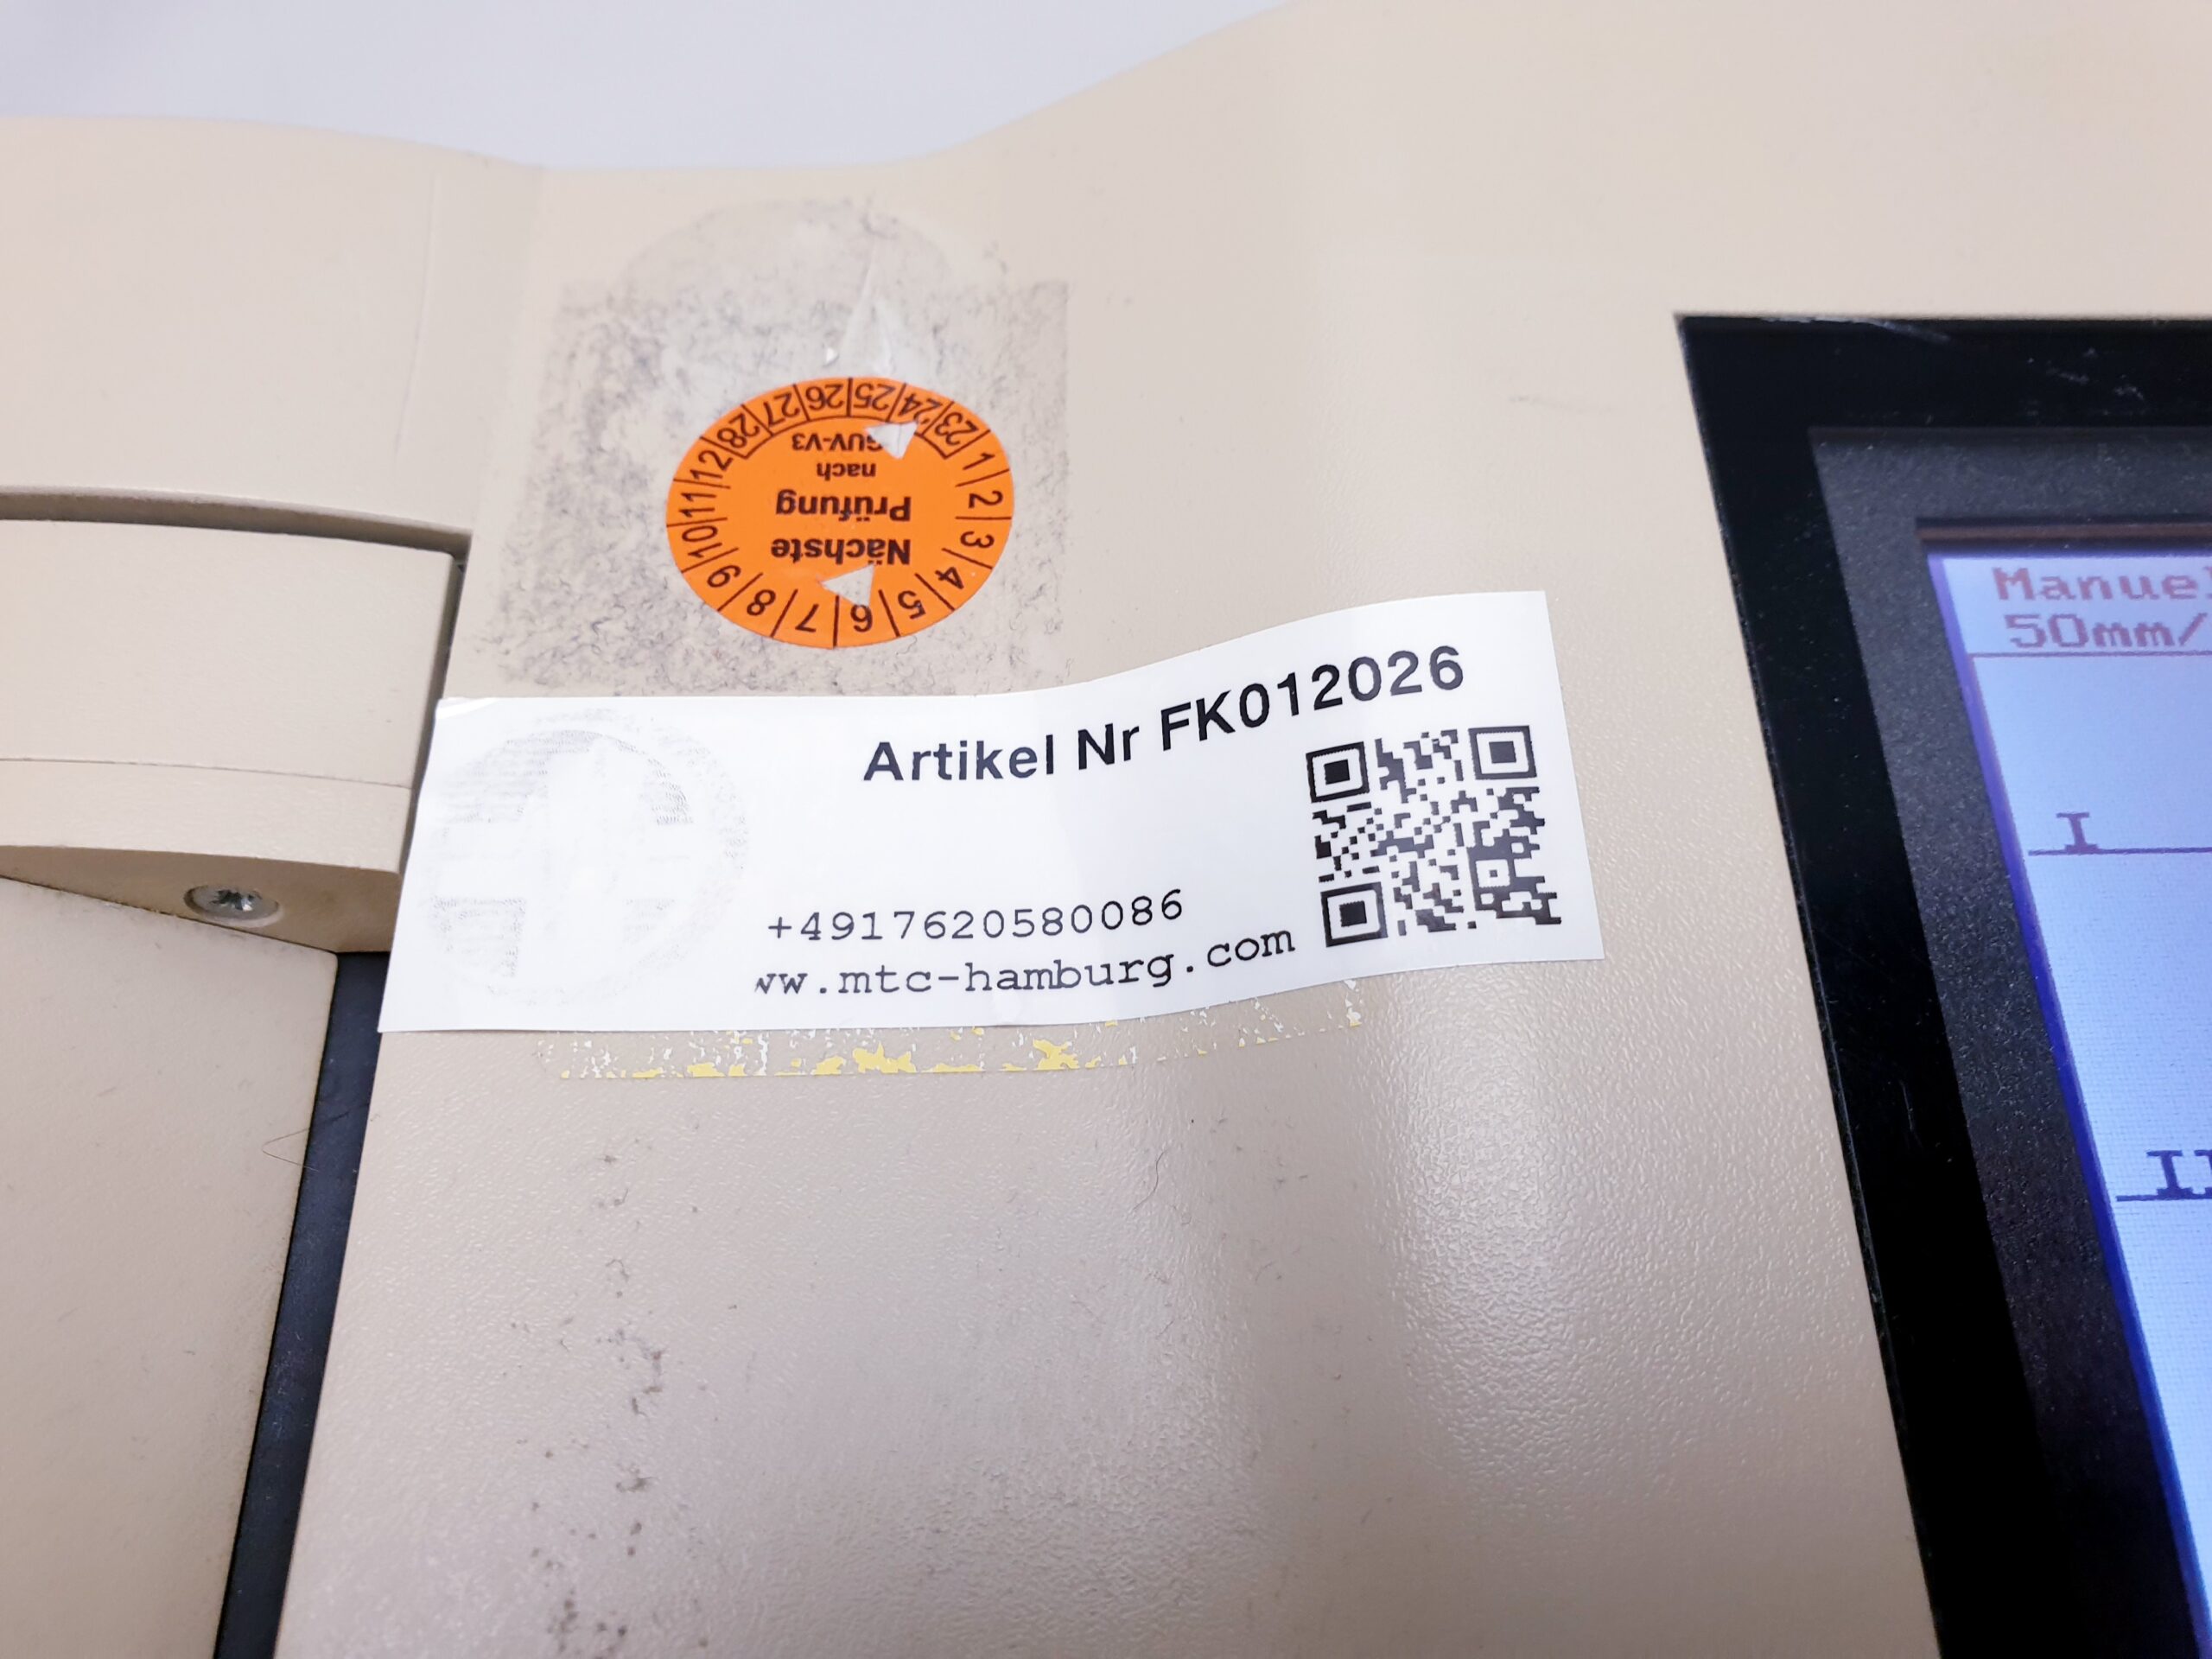 23 24 25 26 27 28
1 2 3 4 5 6 7 8 9 10 11 12
Nächste
Prüfung
nach
GUV-V3
Artikel Nr FK012026
+4917620580086
ww.mtc-hamburg.com
Manuel
50mm/
I
II